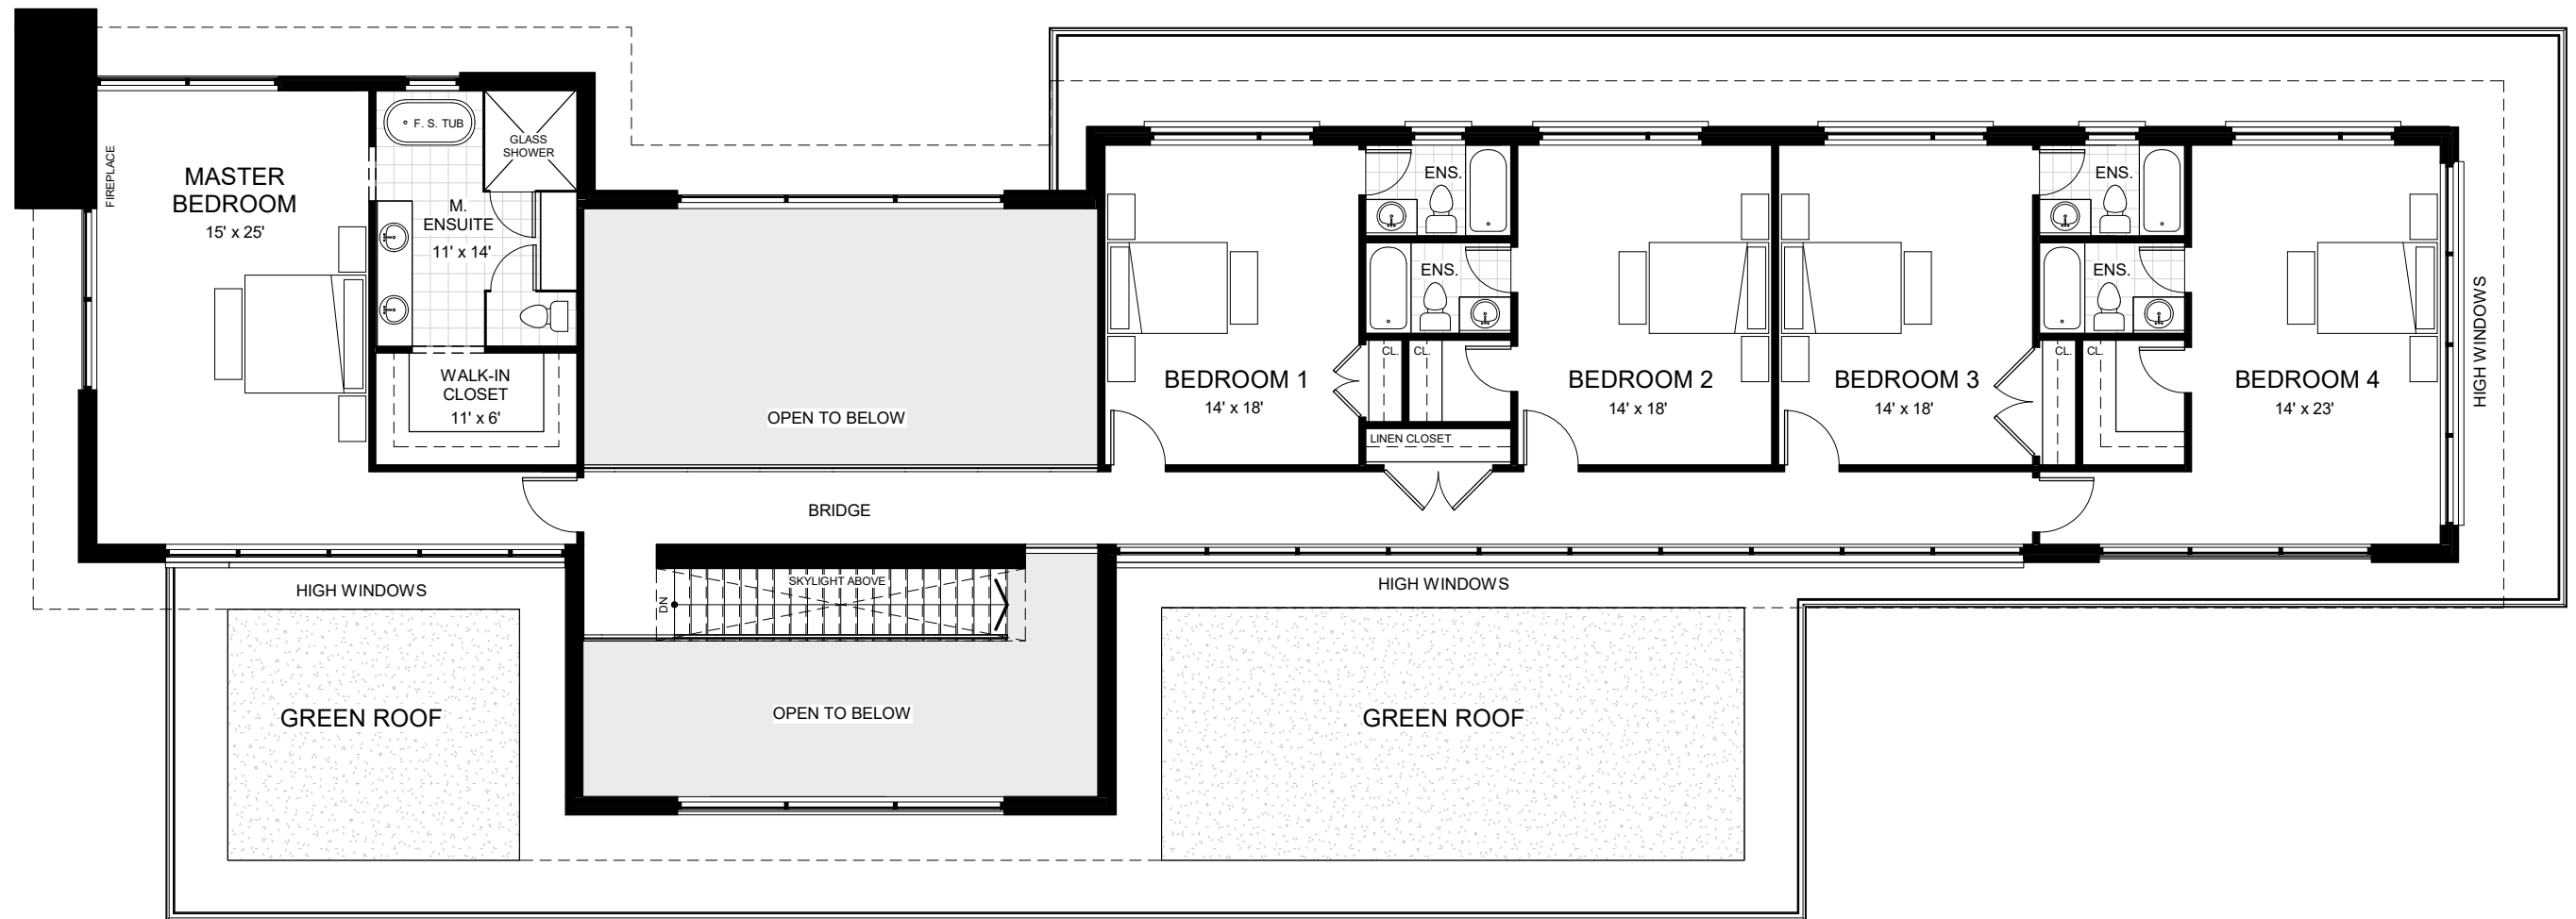 FIREPLACE
MASTER
BEDROOM
15' x 25'
F. S. TUB
GLASS
SHOWER
M.
ENSUITE
11' x 14'
WALK-IN
CLOSET
11' x 6'
OPEN TO BELOW
BRIDGE
SKYLIGHT ABOVE
DN
OPEN TO BELOW
HIGH WINDOWS
GREEN ROOF
BEDROOM 1
14' x 18'
ENS.
ENS.
CL.
CL.
LINEN CLOSET
BEDROOM 2
14' x 18'
BEDROOM 3
14' x 18'
ENS.
ENS.
CL.
CL.
BEDROOM 4
14' x 23'
HIGH WINDOWS
HIGH WINDOWS
GREEN ROOF